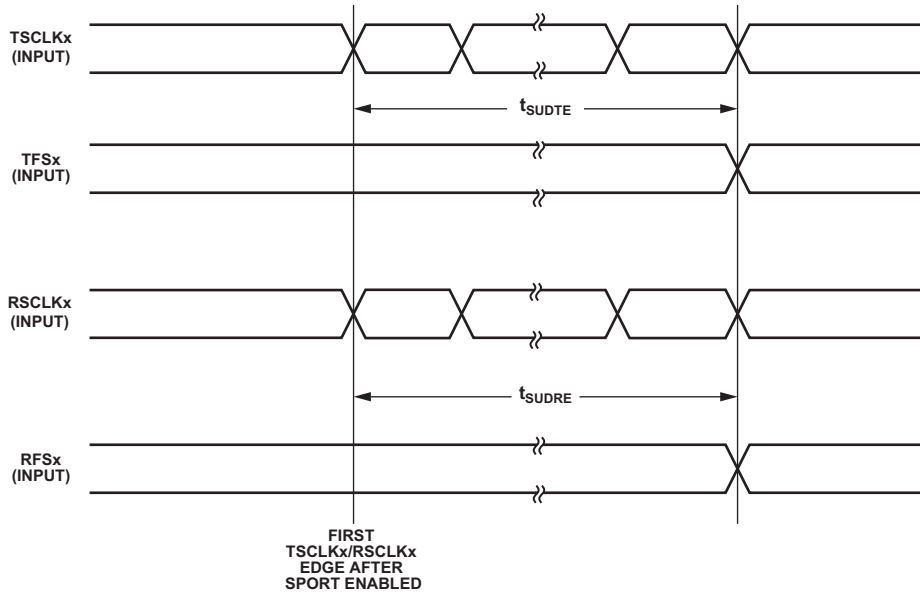 TSCLKx
(INPUT)
tSUDTE
TFSx
(INPUT)
RSCLKx
(INPUT)
tSUDRE
RFSx
(INPUT)
FIRST
TSCLKx/RSCLKx
EDGE AFTER
SPORT ENABLED